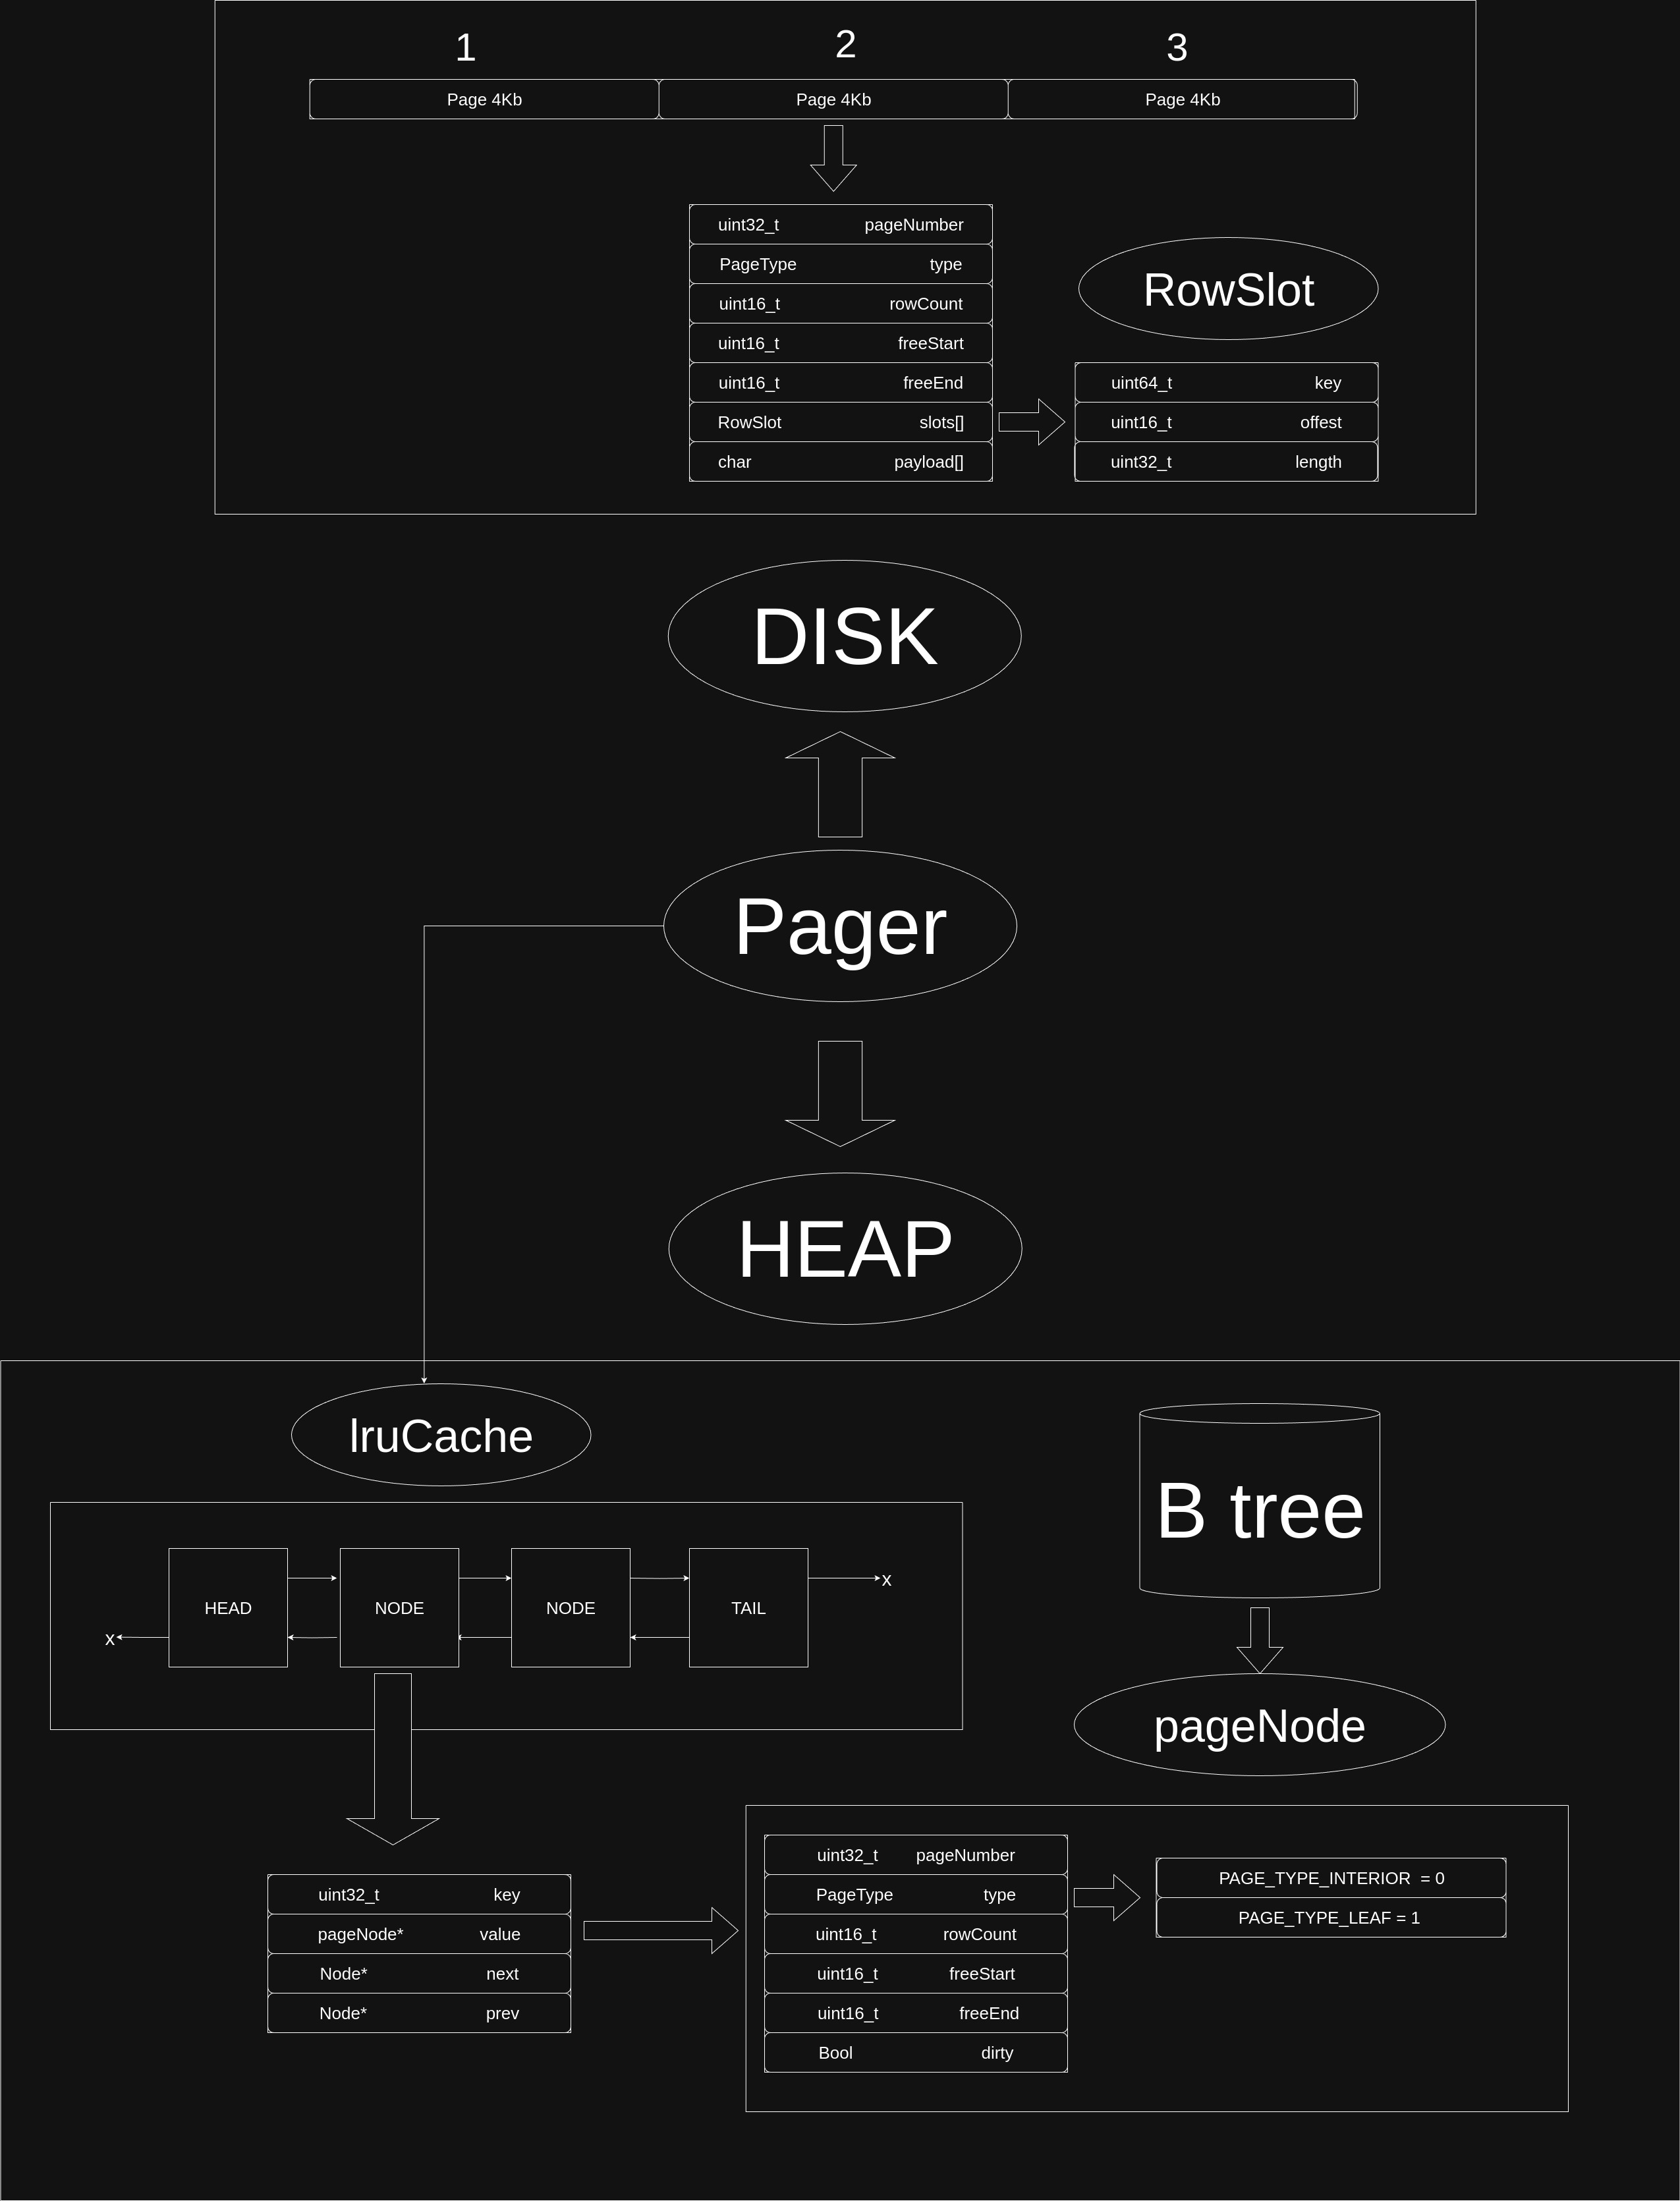 1
2
3
Page 4Kb
Page 4Kb
Page 4Kb
uint32_t pageNumber
PageType type
uint16_t rowCount
uint16_t freeStart
uint16_t freeEnd
RowSlot slots[]
char payload[]
RowSlot
uint64_t key
uint16_t offest
uint32_t length
DISK
Pager
HEAP
lruCache
HEAD
NODE
NODE
TAIL
x
x
B tree
pageNode
uint32_t key
pageNode* value
Node* next
Node* prev
uint32_t pageNumber
PageType type
uint16_t rowCount
uint16_t freeStart
uint16_t freeEnd
Bool dirty
PAGE_TYPE_INTERIOR = 0
PAGE_TYPE_LEAF = 1